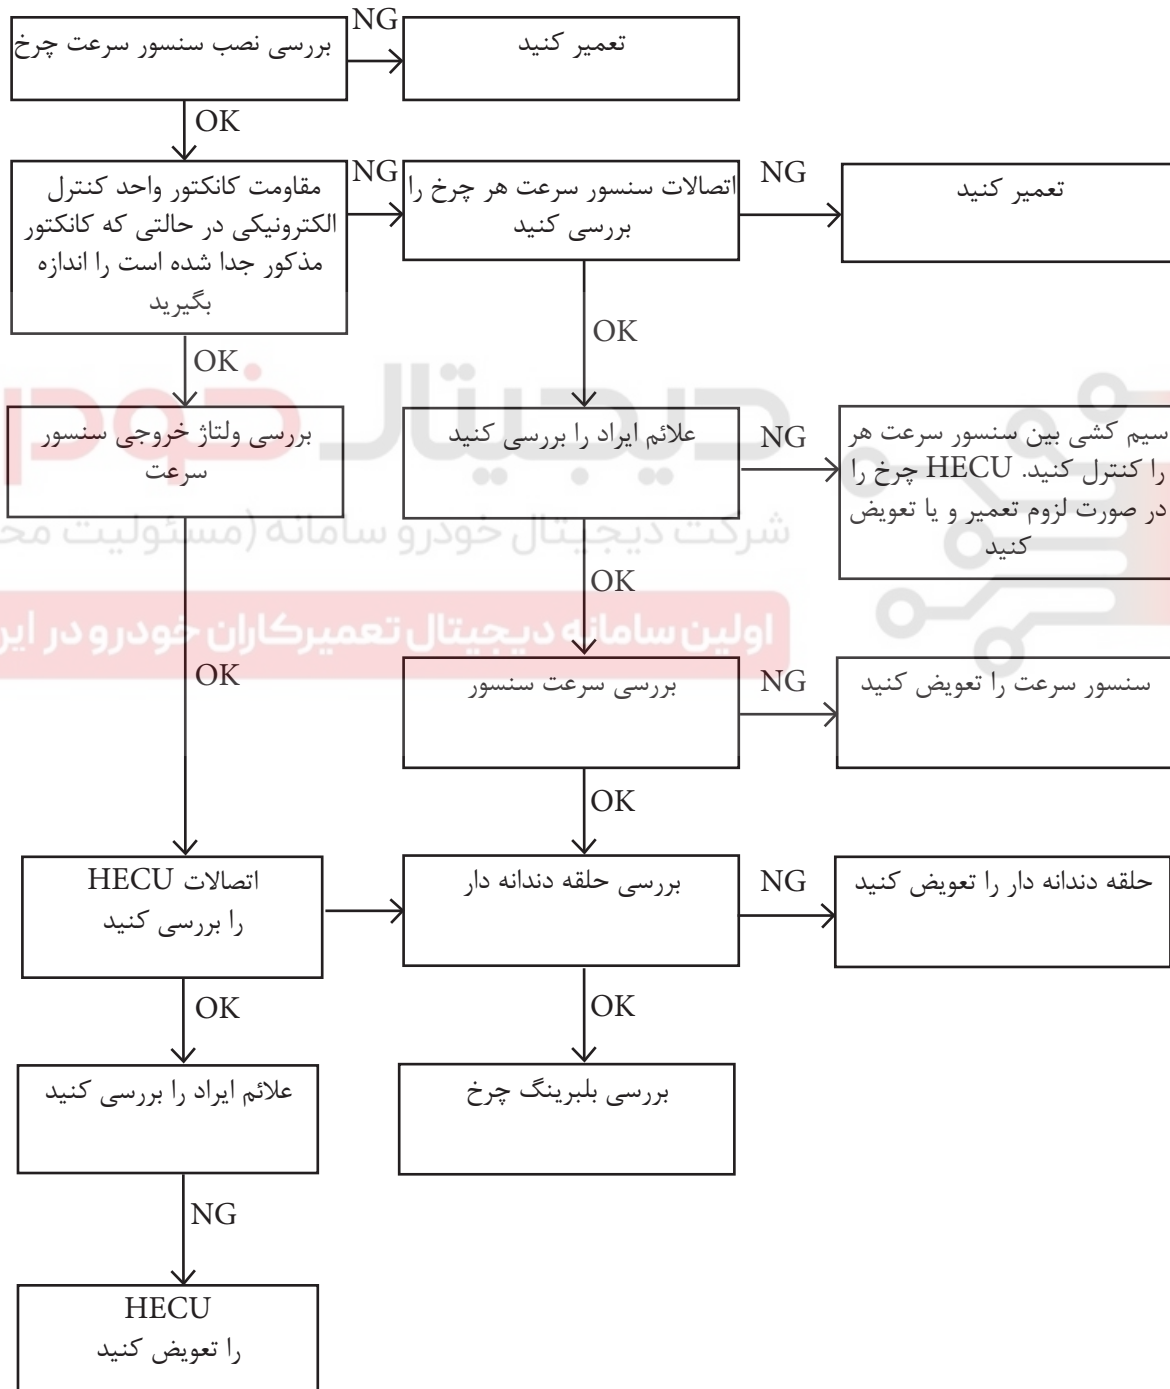 بررسی نصب سنسور سرعت چرخ
NG
تعمیر کنید
OK
مقاومت کانکتور واحد کنترل
الکترونیکی در حالتی که کانکتور
مذکور جدا شده است را اندازه
بگیرید
NG
اتصالات سنسور سرعت هر چرخ را
بررسی کنید
NG
تعمیر کنید
OK
OK
بررسی ولتاژ خروجی سنسور
سرعت
علائم ایراد را بررسی کنید
NG
سیم کشی بین سنسور سرعت هر
چرخ را HECU را کنترل کنید.
در صورت لزوم تعمیر و یا تعویض
کنید
دیجیتال خودر
شرکت دیجیتال خودرو سامانه (مسئولیت مح
اولین سامانه دیجیتال تعمیرکاران خودرو در ایر
OK
OK
بررسی سرعت سنسور
NG
سنسور سرعت را تعویض کنید
OK
اتصالات HECU
را بررسی کنید
بررسی حلقه دندانه دار
NG
حلقه دندانه دار را تعویض کنید
OK
OK
علائم ایراد را بررسی کنید
بررسی بلبرینگ چرخ
NG
HECU
را تعویض کنید